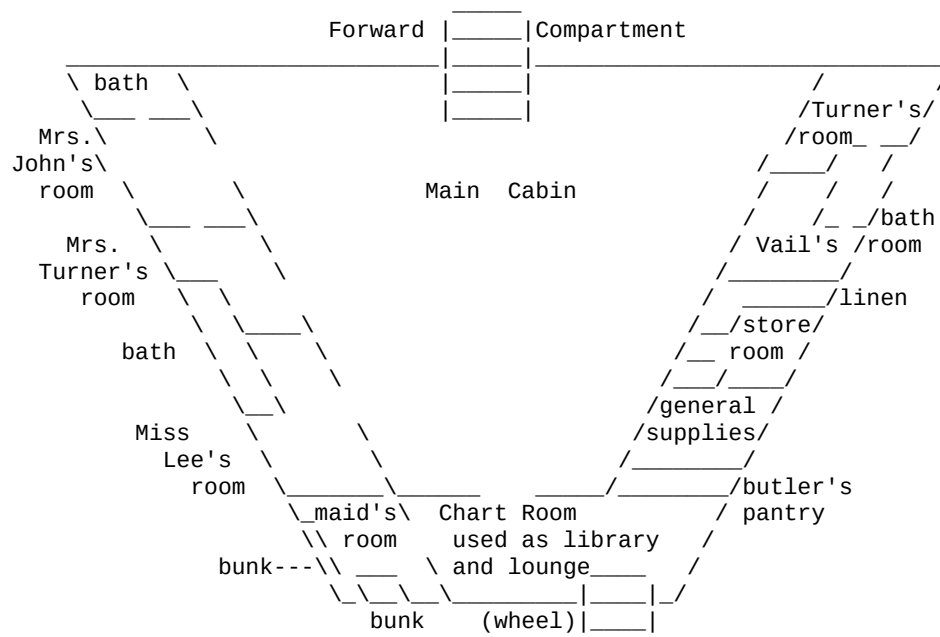 Forward Compartment
bath
Turner's
Mrs. room
John's
room Main Cabin
bath
Mrs. Vail's room
Turner's
room linen
store
bath room
general
Miss supplies
Lee's
room butler's
maid's Chart Room pantry
room used as library
bunk--- and lounge
bunk (wheel)